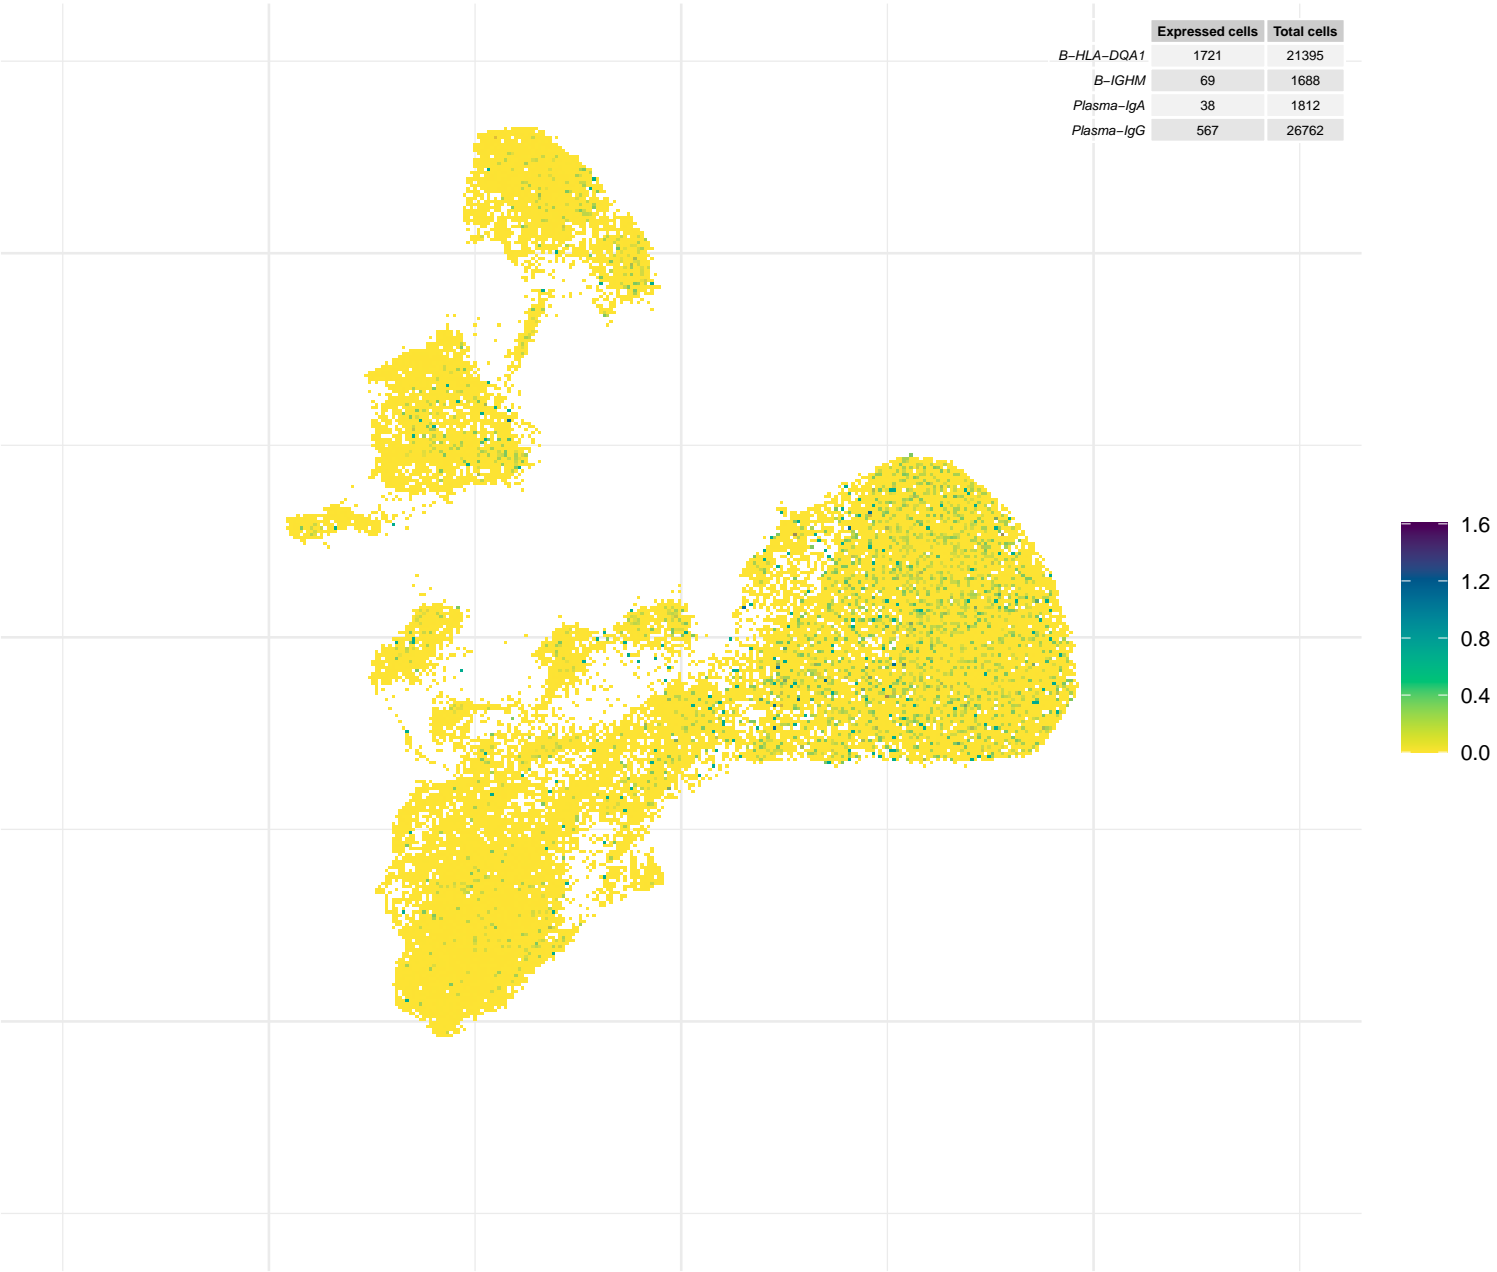 Expressed cells Total cells
B−HLA−DQA1 1721 21395
B−IGHM 69 1688
Plasma−IgA 38 1812
Plasma−IgG 567 26762
1.6
1.2
0.8
0.4
0.0